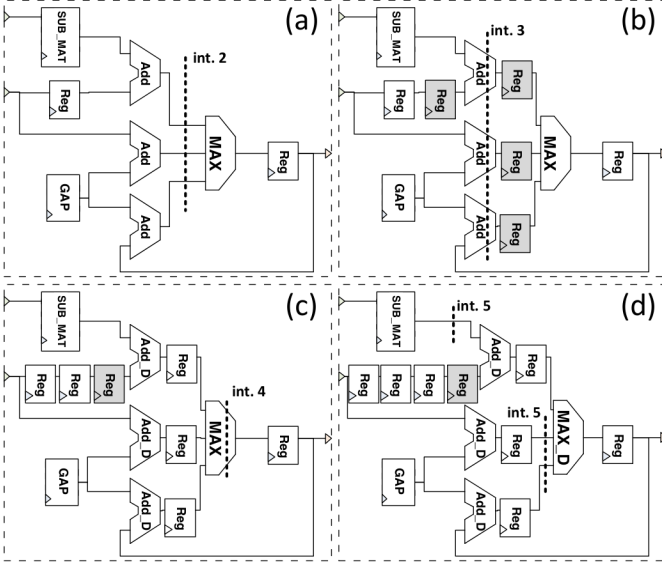 (a)
SUB_MAT
int. 2
Add
Reg
Add
MAX
Reg
GAP
Add
(b)
int. 3
SUB_MAT
Add
Reg
Reg
Reg
Add
Reg
MAX
Reg
GAP
Add
Reg
(c)
SUB_MAT
Add_D
Reg
Reg
Reg
Reg
int. 4
Add_D
Reg
MAX
Reg
GAP
Add_D
Reg
(d)
int. 5
SUB_MAT
Add_D
Reg
Reg
Reg
Reg
Reg
int. 5
Add_D
Reg
MAX_D
Reg
GAP
Add_D
Reg